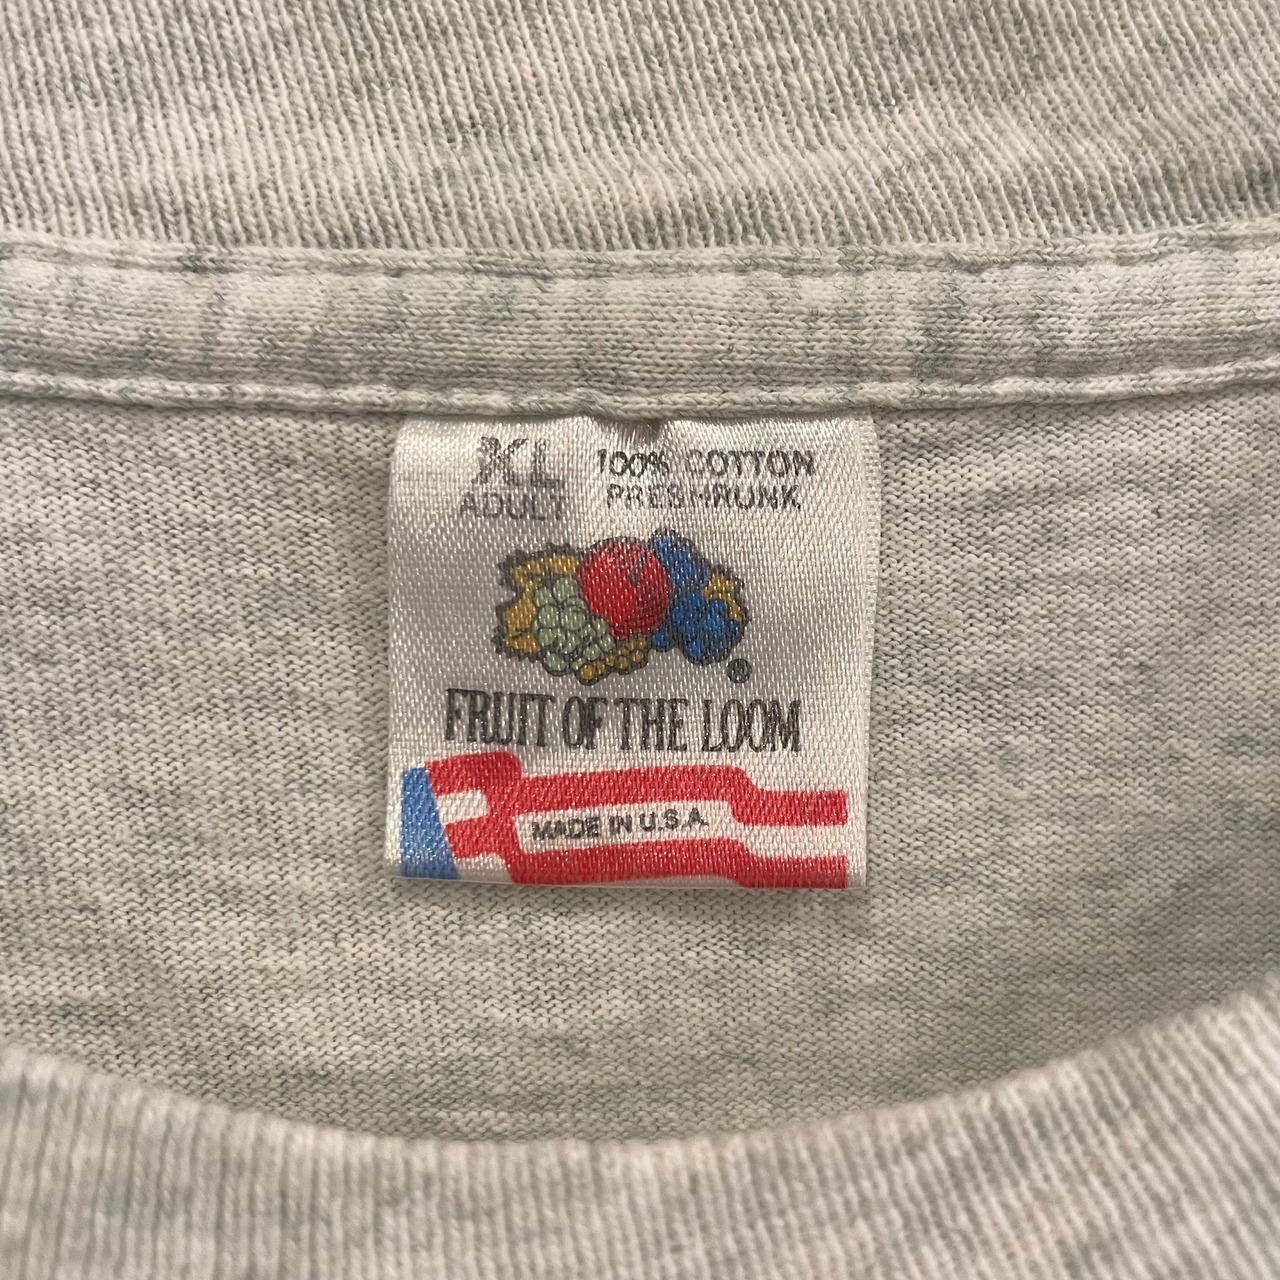 XL 100% COTTON
ADULT PRESHRUNK
®
FRUIT OF THE LOOM
MADE IN U.S.A.